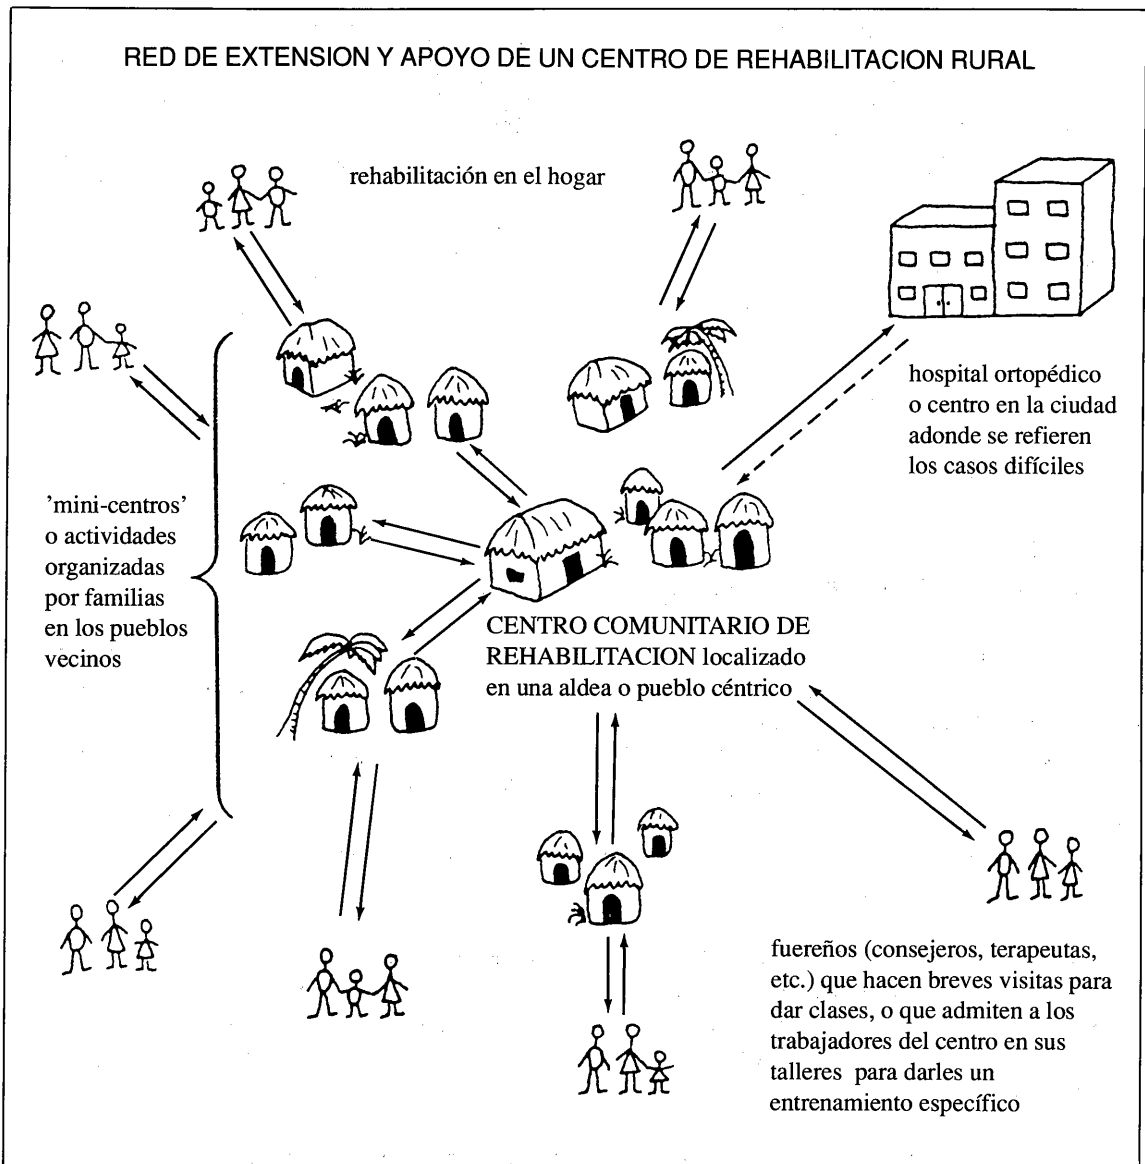 RED DE EXTENSION Y APOYO DE UN CENTRO DE REHABILITACION RURAL
rehabilitación en el hogar
hospital ortopédico
o centro en la ciudad
adonde se refieren
los casos difíciles
'mini-centros'
o actividades
organizadas
por familias
en los pueblos
vecinos
CENTRO COMUNITARIO DE
REHABILITACION localizado
en una aldea o pueblo céntrico
fuereños (consejeros, terapeutas,
etc.) que hacen breves visitas para
dar clases, o que admiten a los
trabajadores del centro en sus
talleres para darles un
entrenamiento específico